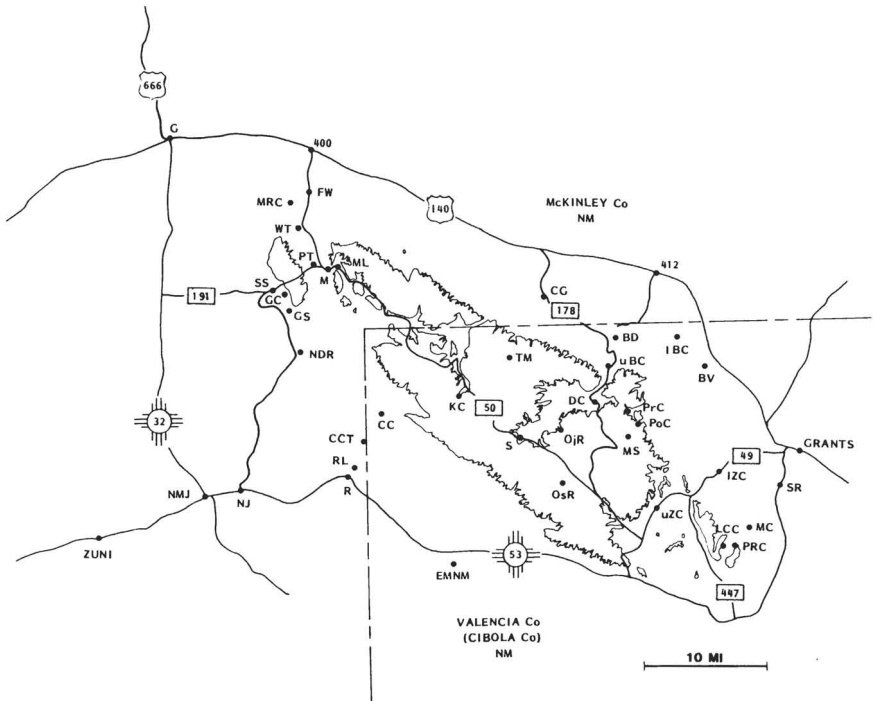 666
G
400
FW
MRC
140
McKINLEY Co
NM
WT
PT
ML
M
412
SS
CG
191
GC
178
GS
BD
IBC
NDR
TM
uBC
BV
DC
KC
50
PrC
CC
PoC
32
OjR
GRANTS
CCT
S
MS
49
RL
IZC
R
SR
NMJ
NJ
OsR
uZC
LCC
MC
ZUNI
53
PRC
EMNM
447
VALENCIA Co
(CIBOLA Co)
NM
10 MI